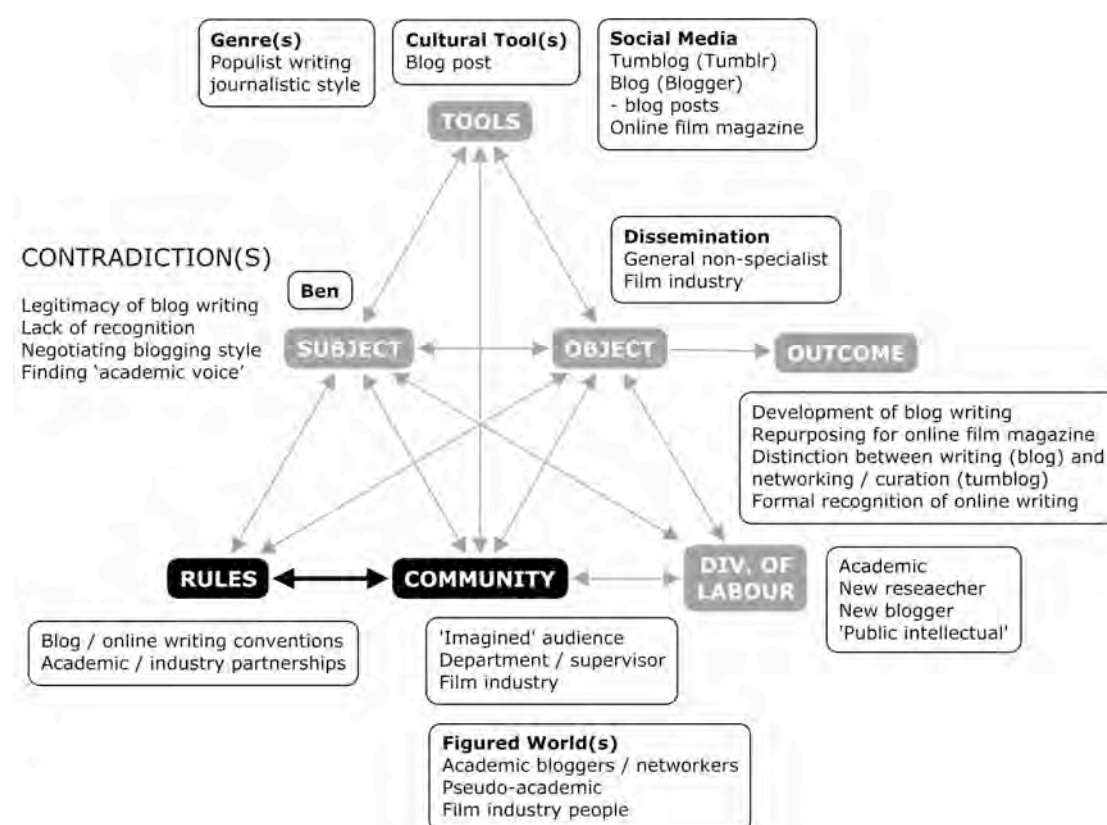 Genre(s)
Populist writing
journalistic style
Cultural Tool(s)
Blog post
Social Media
Tumblog (Tumblr)
Blog (Blogger)
- blog posts
Online film magazine
TOOLS
Dissemination
General non-specialist
Film industry
CONTRADICTION(S)
Legitimacy of blog writing
Lack of recognition
Negotiating blogging style
Finding ‘academic voice’
Ben
SUBJECT
OBJECT
OUTCOME
Development of blog writing
Repurposing for online film magazine
Distinction between writing (blog) and
networking / curation (tumblog)
Formal recognition of online writing
RULES
COMMUNITY
DIV. OF
LABOUR
Academic
New reseaecher
New blogger
'Public intellectual'
Blog / online writing conventions
Academic / industry partnerships
'Imagined' audience
Department / supervisor
Film industry
Figured World(s)
Academic bloggers / networkers
Pseudo-academic
Film industry people